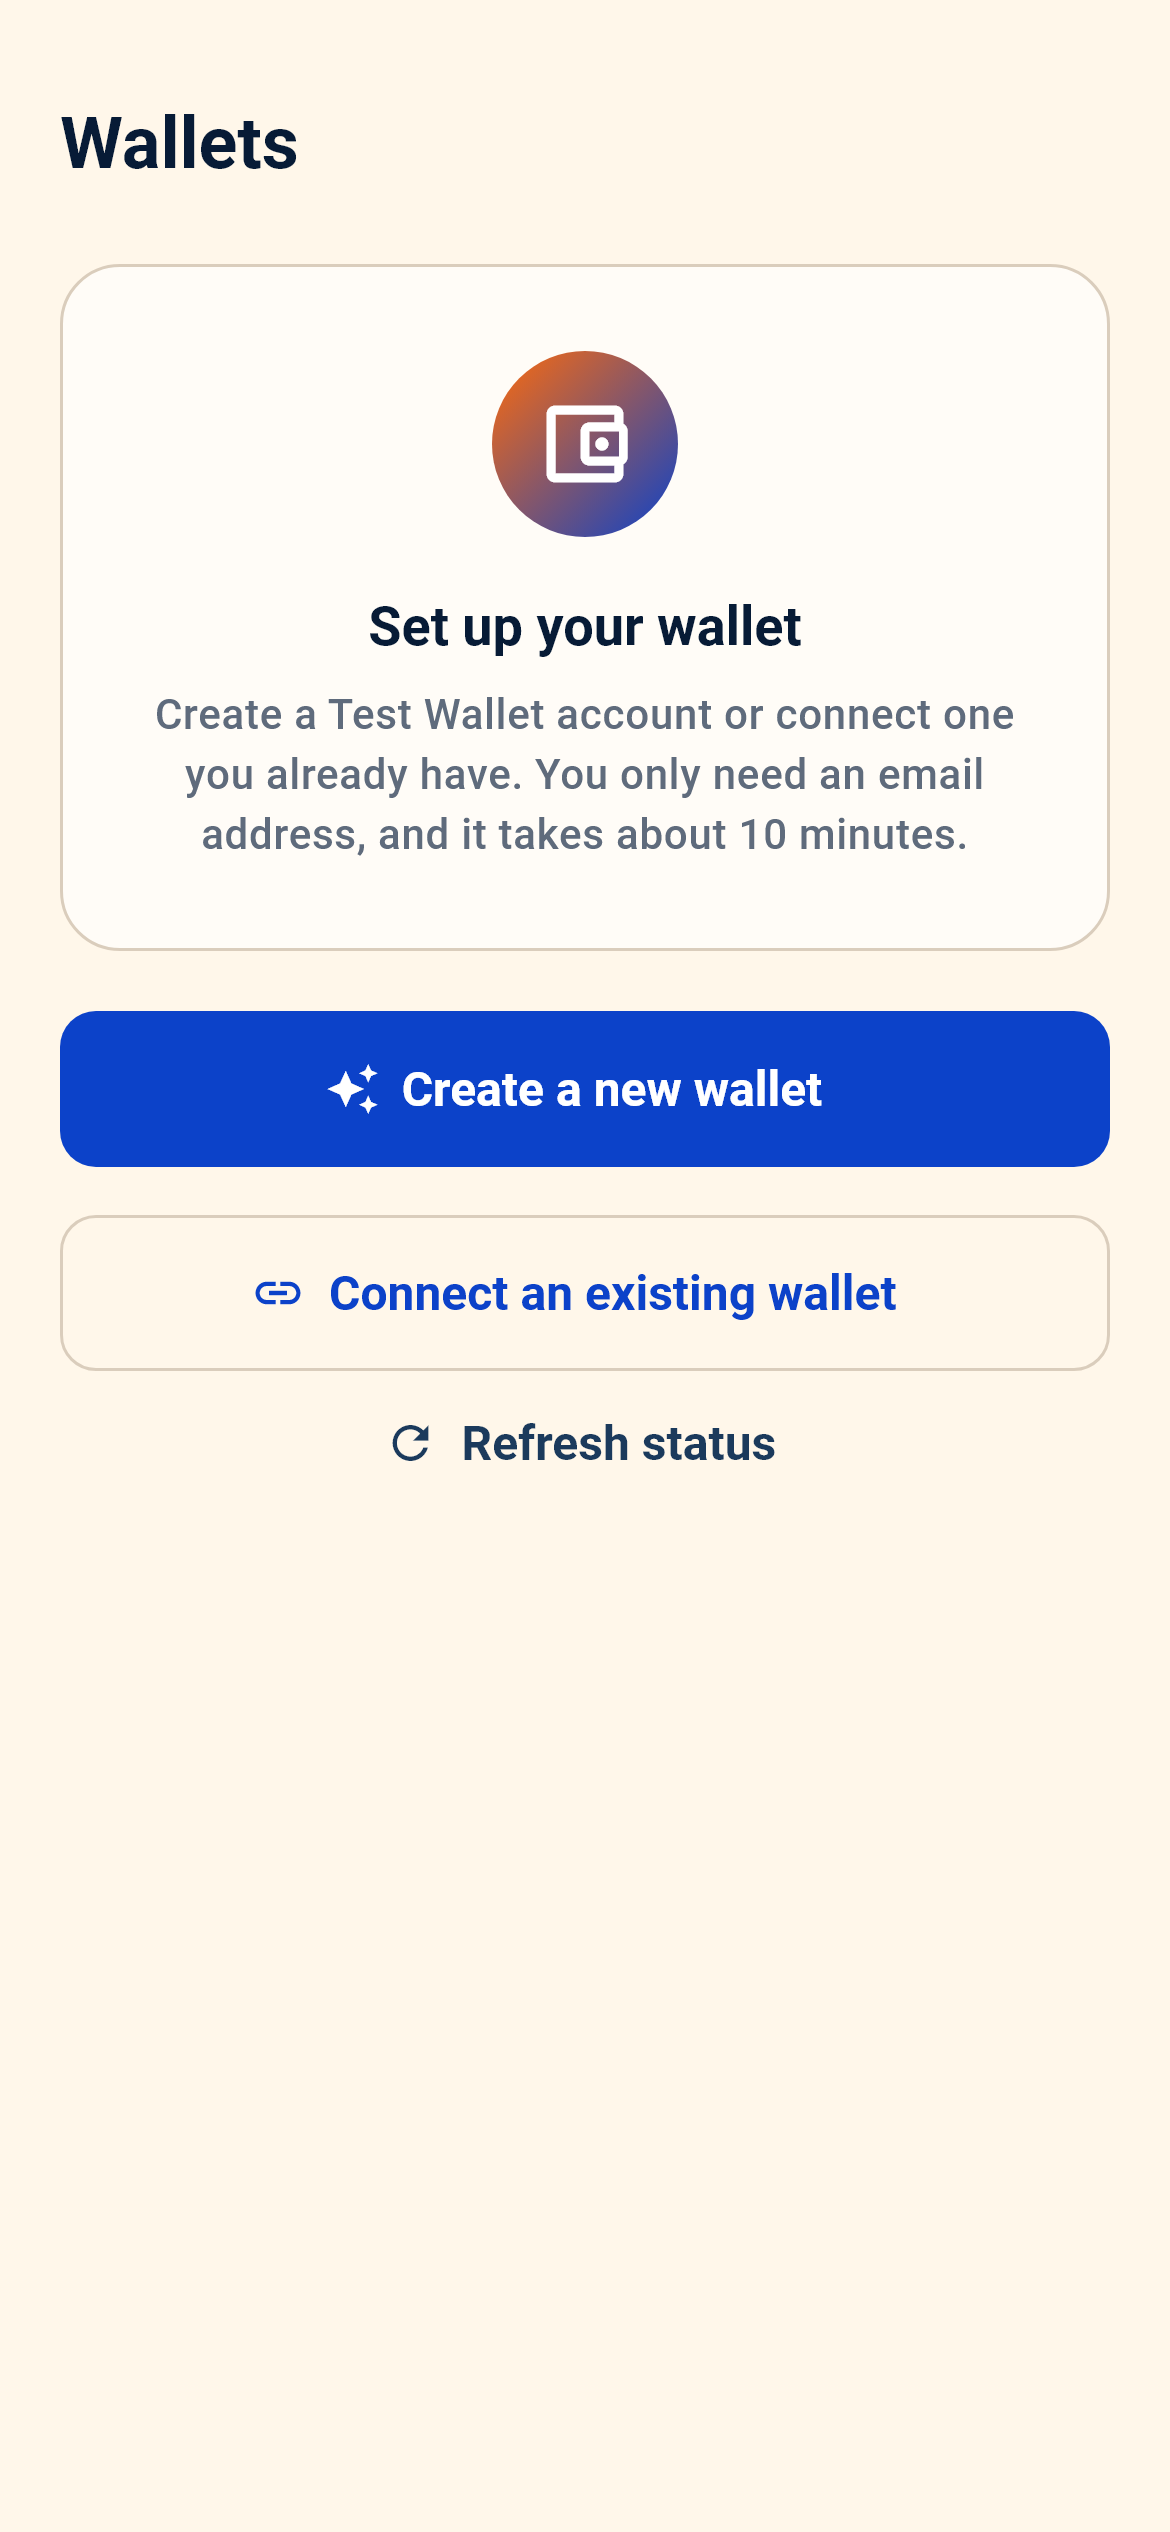 Wallets
Set up your wallet
Create a Test Wallet account or connect one
you already have. You only need an email
address, and it takes about 10 minutes.
Create a new wallet
Connect an existing wallet
Refresh status